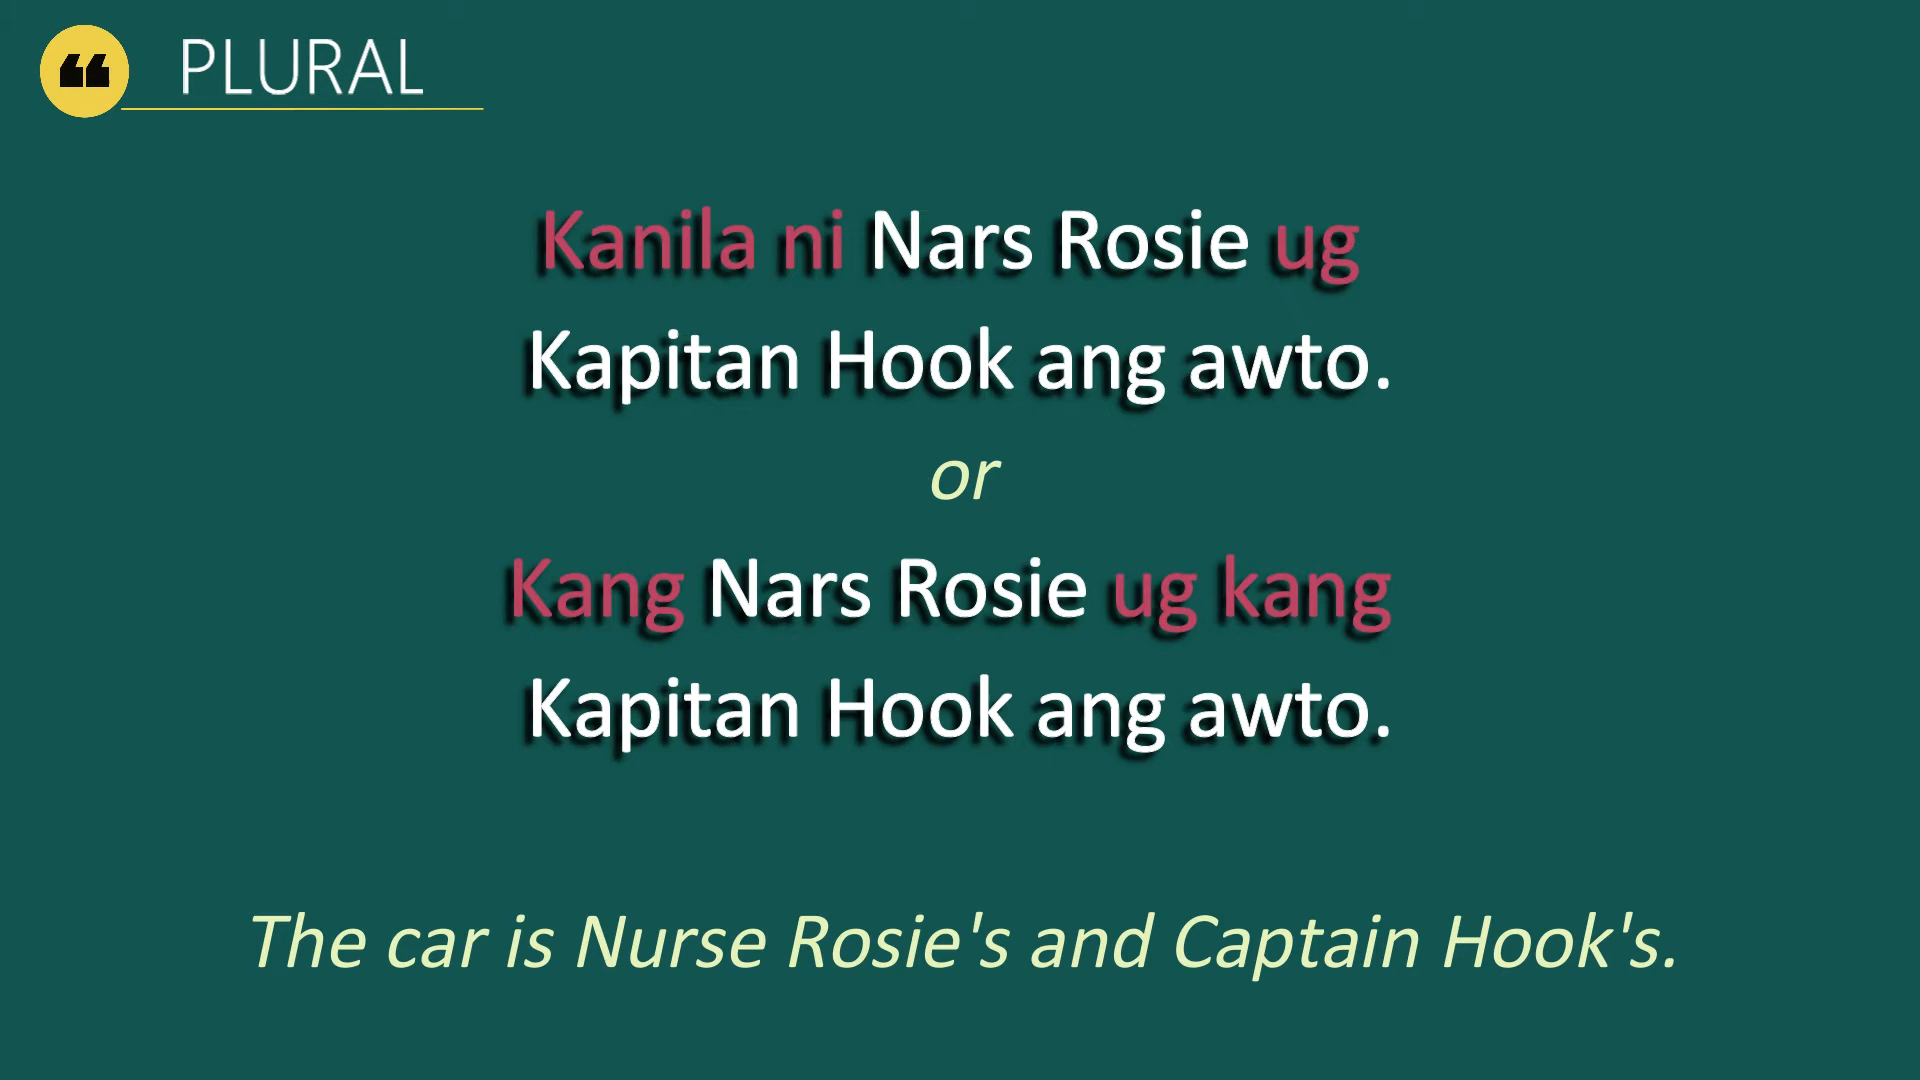 PLURAL
Kanila ni Nars Rosie ug
Kapitan Hook ang awto.
or
Kang Nars Rosie ug kang
Kapitan Hook ang awto.
The car is Nurse Rosie's and Captain Hook's.